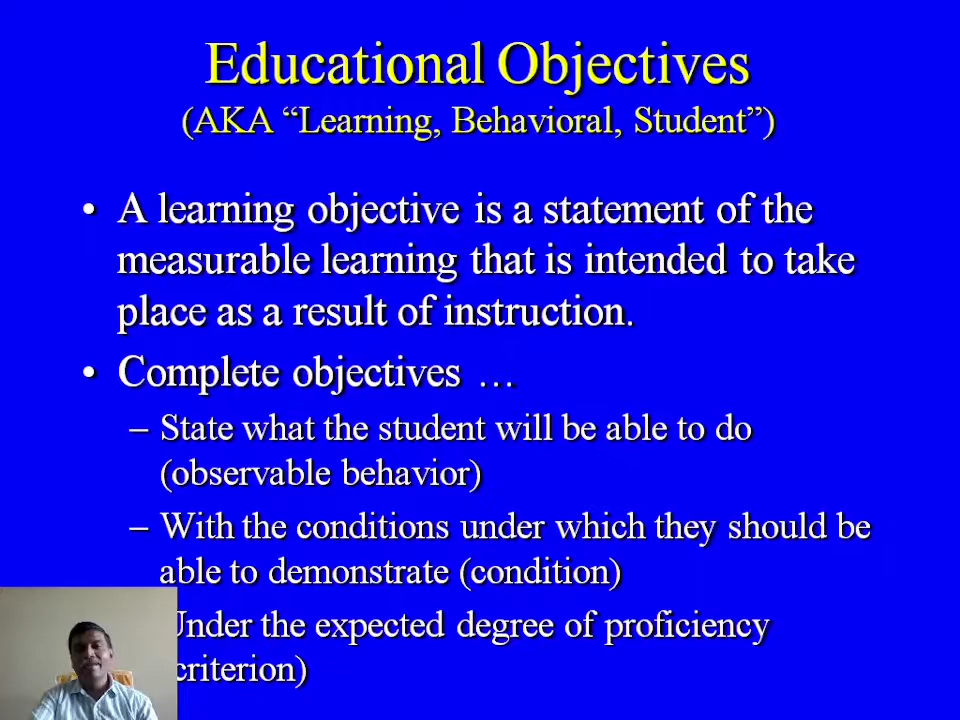 Educational Objectives
(AKA “Learning, Behavioral, Student”)
• A learning objective is a statement of the
measurable learning that is intended to take
place as a result of instruction.
• Complete objectives …
– State what the student will be able to do
(observable behavior)
– With the conditions under which they should be
able to demonstrate (condition)
Under the expected degree of proficiency
criterion)